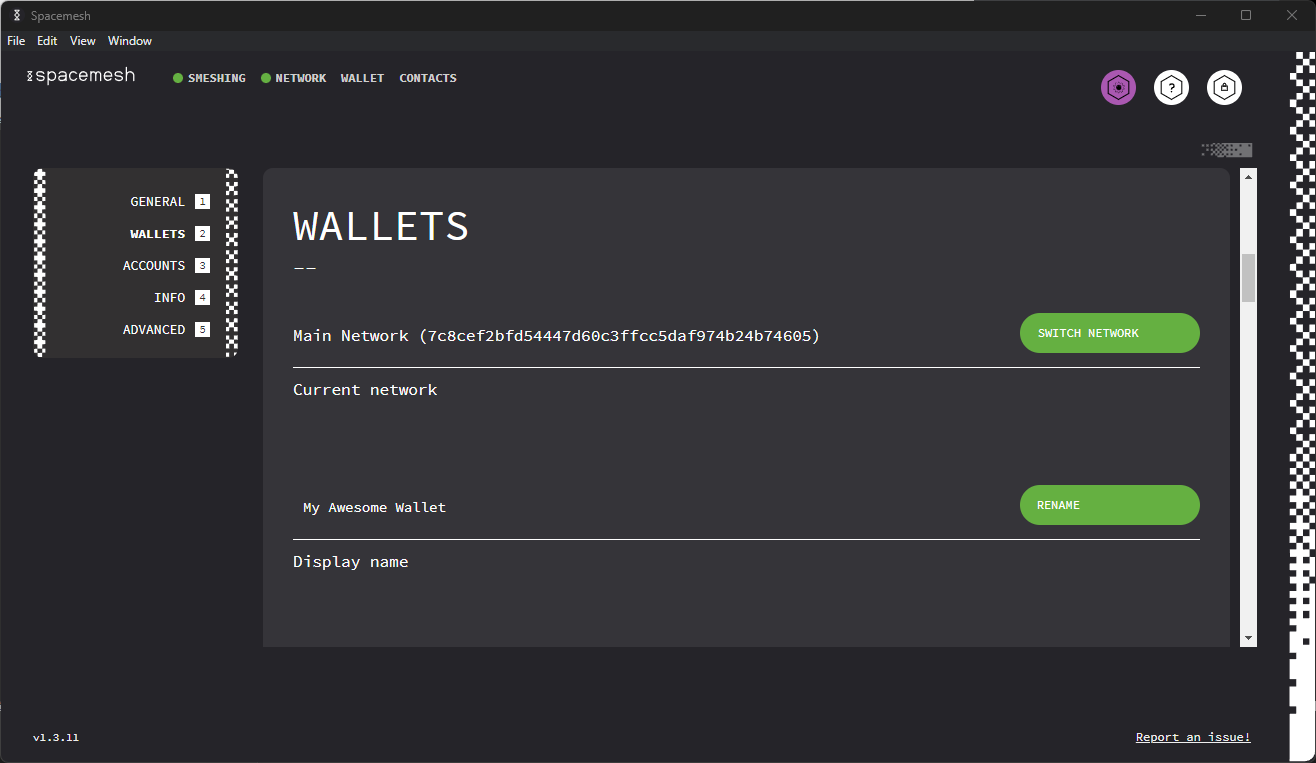 Spacemesh
File Edit View Window
spacemesh SMESHING NETWORK WALLET CONTACTS
?
GENERAL 1
WALLETS 2
ACCOUNTS 3
INFO 4
ADVANCED 5
WALLETS
--
Main Network (7c8cef2bfd54447d60c3ffcc5daf974b24b74605) SWITCH NETWORK
Current network
My Awesome Wallet RENAME
Display name
v1.3.11 Report an issue!